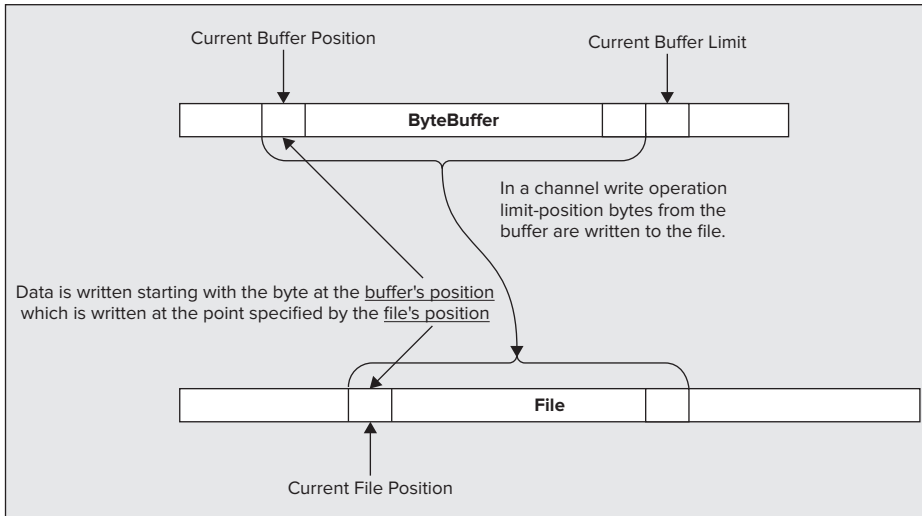 Current Buffer Position
Current Buffer Limit
ByteBuffer
In a channel write operation
limit-position bytes from the
buffer are written to the file.
Data is written starting with the byte at the buffer's position
which is written at the point specified by the file's position
File
Current File Position